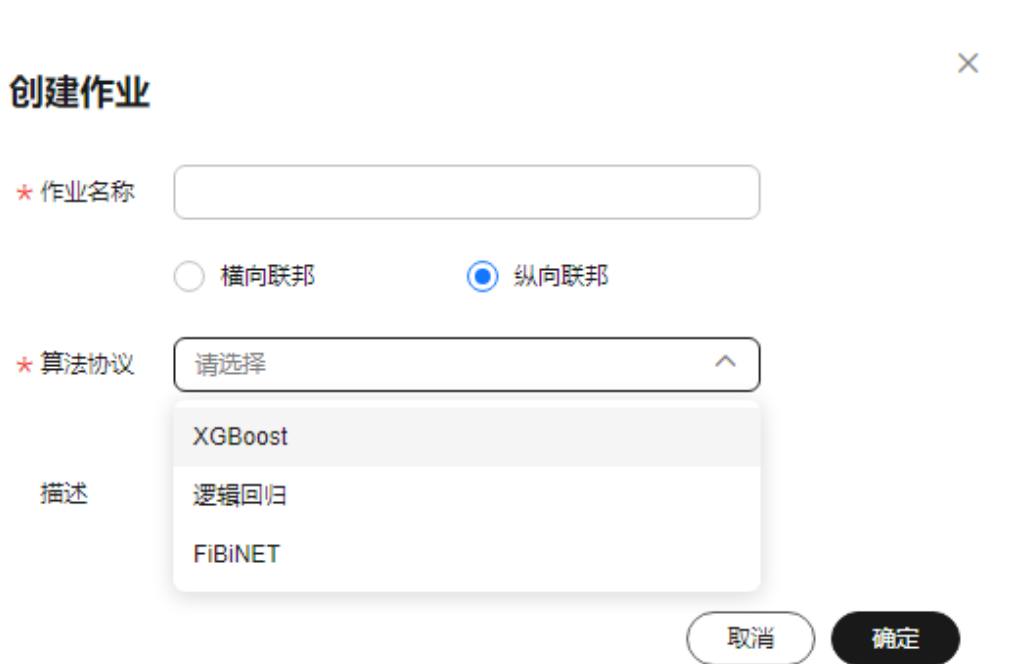 创建作业
* 作业名称
横向联邦 纵向联邦
* 算法协议 请选择
XGBoost
描述 逻辑回归
FiBiNET
取消 确定